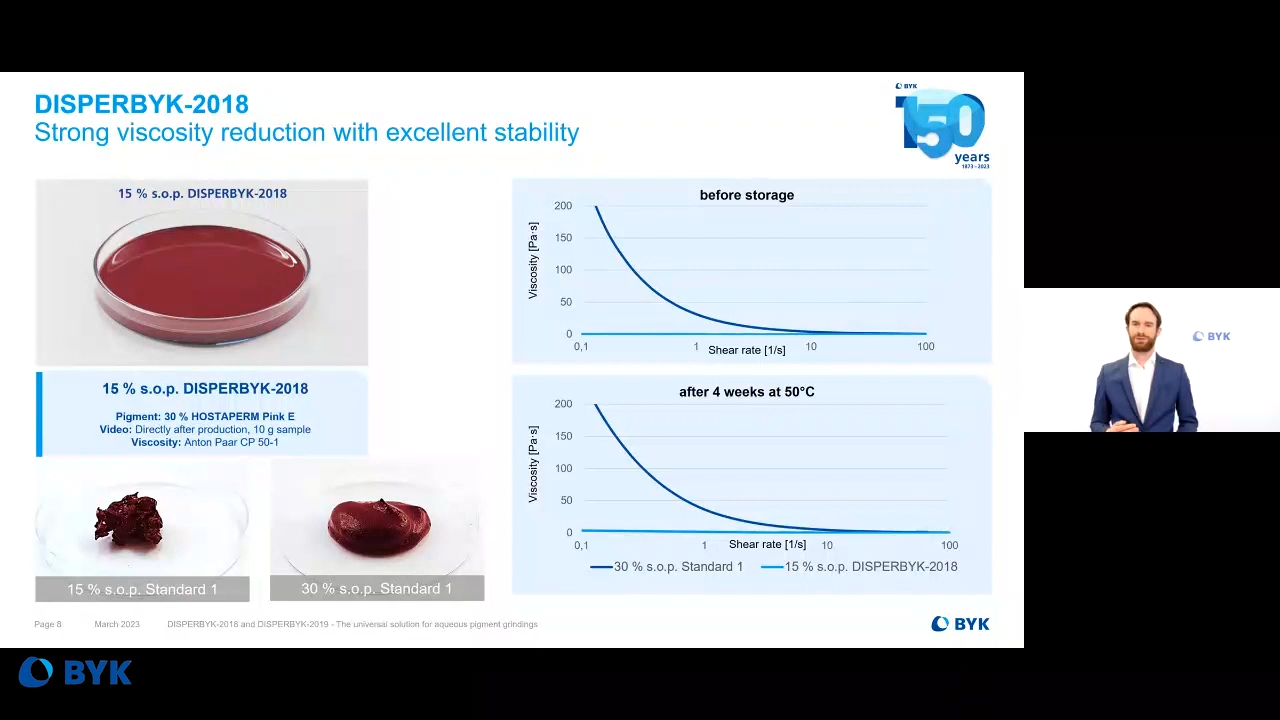 DISPERBYK-2018
Strong viscosity reduction with excellent stability
BYK
150
years
1873–2023
15 % s.o.p. DISPERBYK-2018
15 % s.o.p. DISPERBYK-2018
Pigment: 30 % HOSTAPERM Pink E
Video: Directly after production, 10 g sample
Viscosity: Anton Paar CP 50-1
15 % s.o.p. Standard 1
30 % s.o.p. Standard 1
before storage
Viscosity [Pa·s]
200
150
100
50
0
0,1
1
10
100
Shear rate [1/s]
after 4 weeks at 50°C
Viscosity [Pa·s]
200
150
100
50
0
0,1
1
10
100
Shear rate [1/s]
30 % s.o.p. Standard 1
15 % s.o.p. DISPERBYK-2018
BYK
Page 8
March 2023
DISPERBYK-2018 and DISPERBYK-2019 - The universal solution for aqueous pigment grindings
BYK
BYK